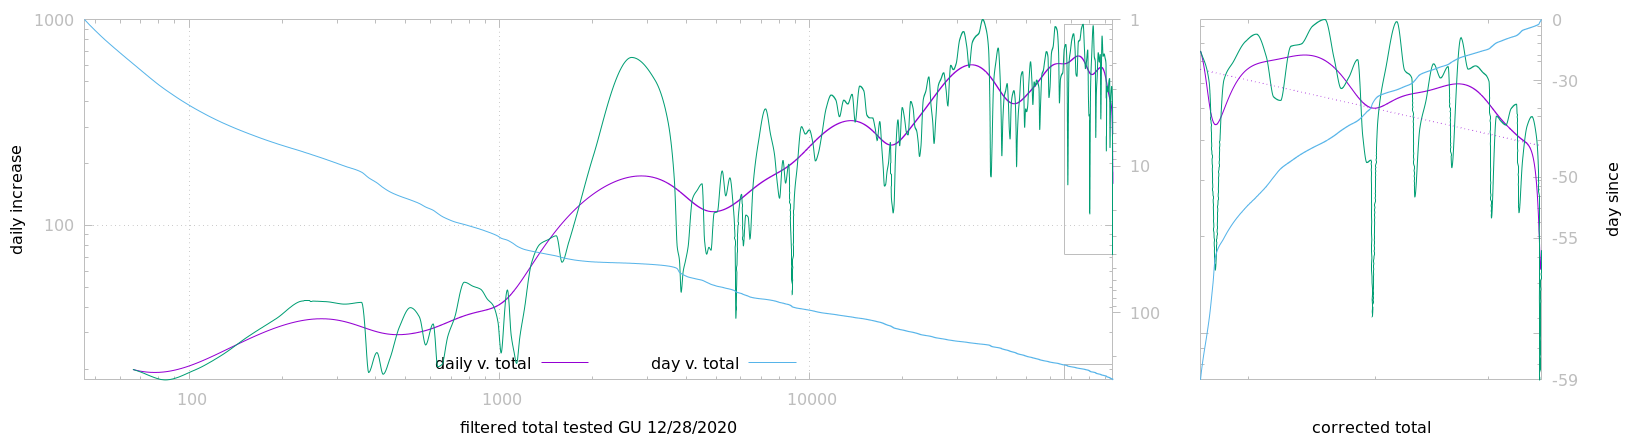 1000
100
daily increase
100
1000
10000
1
10
100
daily v. total
day v. total
filtered total tested GU 12/28/2020
0
-30
-50
-55
-59
day since
corrected total